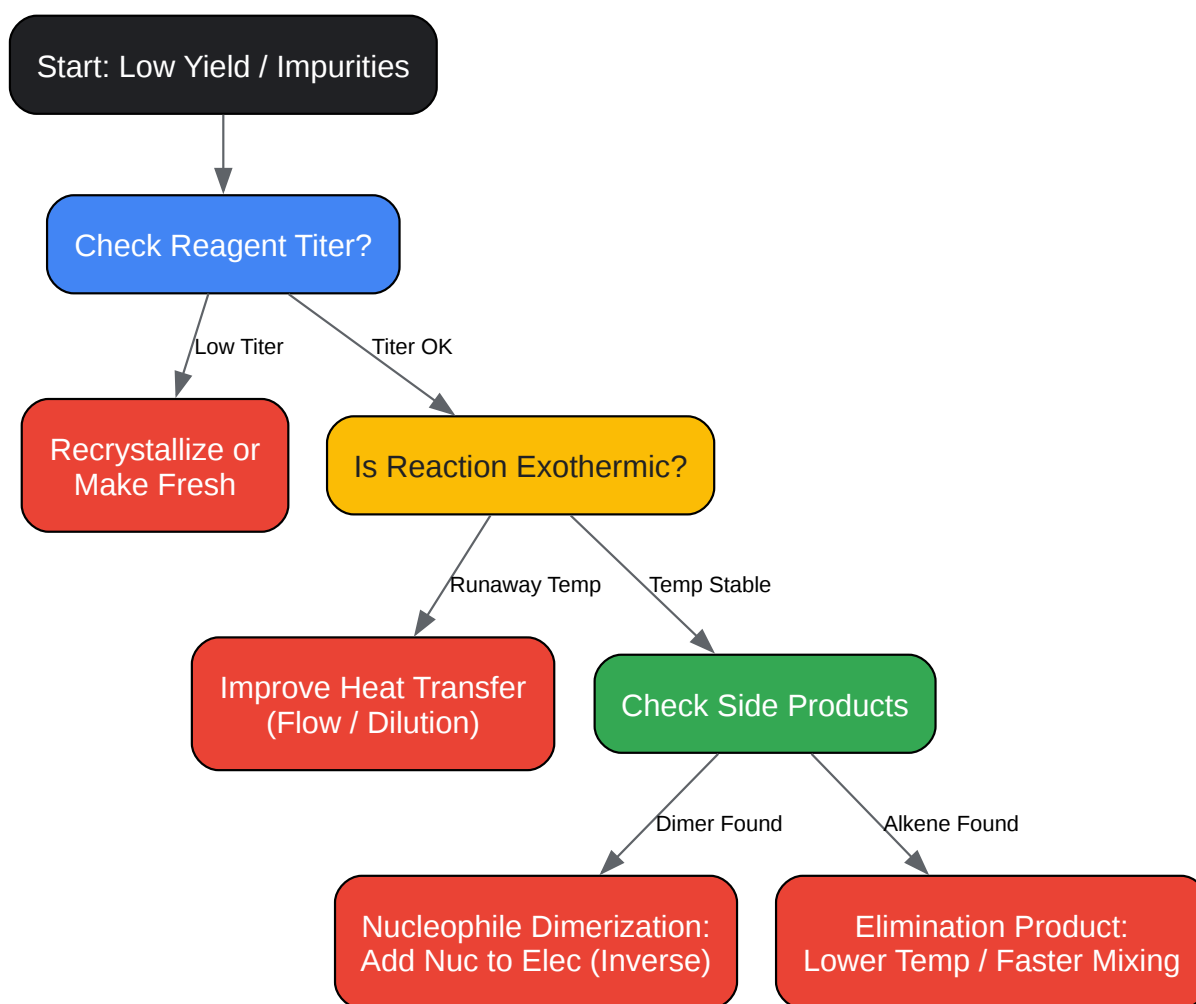 Start: Low Yield / Impurities
Check Reagent Titer?
Low Titer
Titer OK
Recrystallize or
Make Fresh
Is Reaction Exothermic?
Runaway Temp
Temp Stable
Improve Heat Transfer
(Flow / Dilution)
Check Side Products
Dimer Found
Alkene Found
Nucleophile Dimerization:
Add Nuc to Elec (Inverse)
Elimination Product:
Lower Temp / Faster Mixing